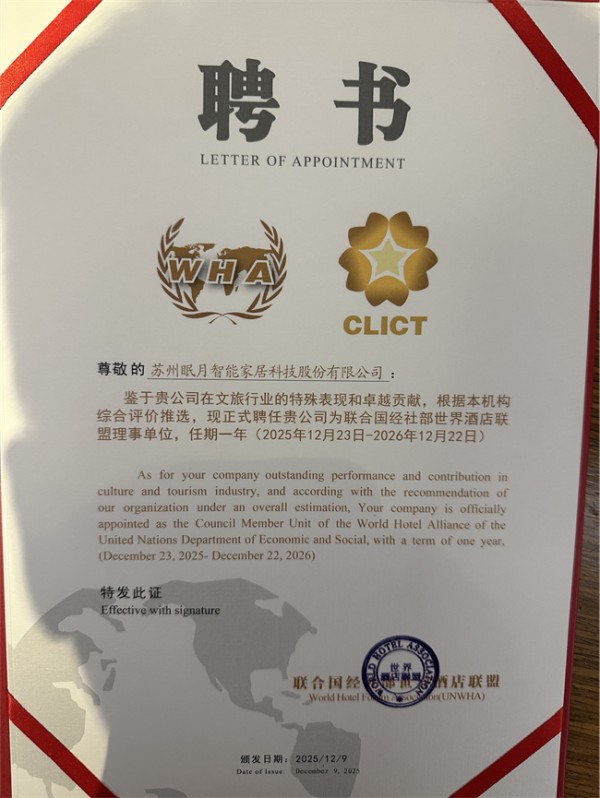 聘书
LETTER OF APPOINTMENT
WHA
CLICT
尊敬的 苏州眠月智能家居科技股份有限公司 :
鉴于贵公司在文旅行业的特殊表现和卓越贡献，根据本机构
综合评价推选，现正式聘任贵公司为联合国经社部世界酒店联
盟理事单位，任期一年（2025年12月23日-2026年12月22日）
As for your company outstanding performance and contribution in
culture and tourism industry, and according with the recommendation of
our organization under an overall estimation, Your company is officially
appointed as the Council Member Unit of the World Hotel Alliance of the
United Nations Department of Economic and Social, with a term of one year,
(December 23, 2025- December 22, 2026)
特发此证
Effective with signature
WORLD HOTEL ASSOCIATION
世界
酒店联盟
联合国经 部世 酒店联盟
World Hotel (UNWHA)
颁发日期: 2025/12/9
Date of Issue: December 9, 2025